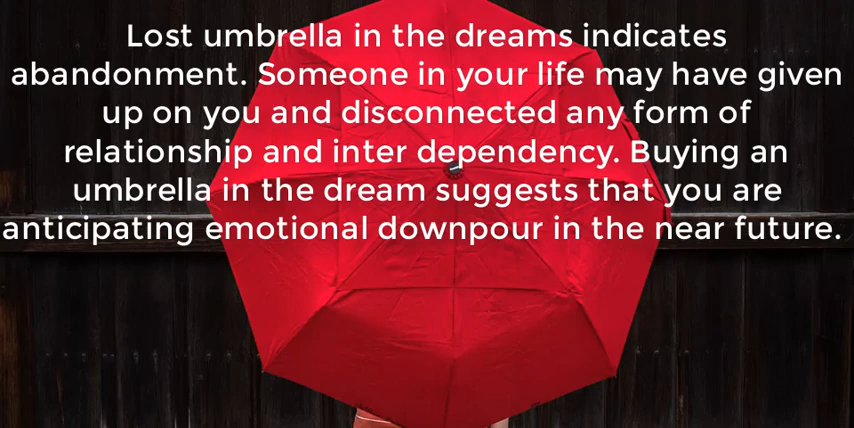 Lost umbrella in the dreams indicates
abandonment. Someone in your life may have given
up on you and disconnected any form of
relationship and inter dependency. Buying an
umbrella in the dream suggests that you are
anticipating emotional downpour in the near future.